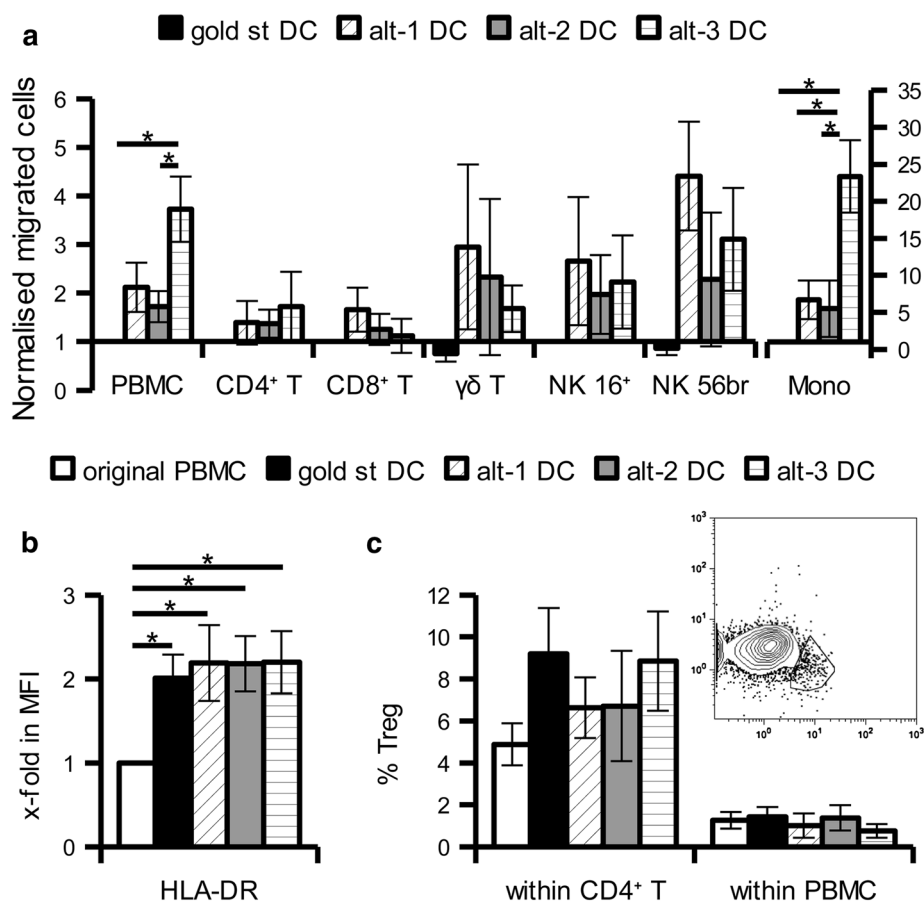 a
gold st DC alt-1 DC alt-2 DC alt-3 DC
Normalised migrated cells
6
5
4
3
2
1
0
35
30
25
20
15
10
5
0
* * * * *
PBMC CD4⁺ T CD8⁺ T γδ T NK 16⁺ NK 56br Mono
original PBMC gold st DC alt-1 DC alt-2 DC alt-3 DC
b
x-fold in MFI
3
2
1
0
* * * *
HLA-DR
c
% Treg
12
10
8
6
4
2
0
within CD4⁺ T within PBMC
10³
10²
10¹
10⁰
10⁰ 10¹ 10² 10³